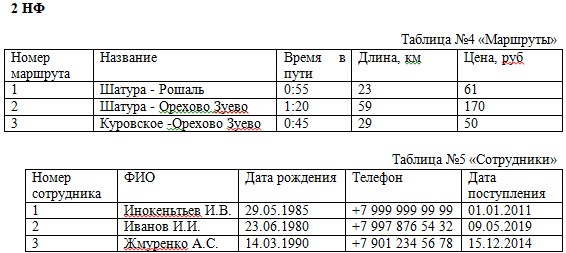 2 НФ
Таблица №4 «Маршруты»
Номер маршрута Название Время в пути Длина, км Цена, руб
1 Шатура - Рошаль 0:55 23 61
2 Шатура - Орехово Зуево 1:20 59 170
3 Куровское -Орехово Зуево 0:45 29 50
Таблица №5 «Сотрудники»
Номер сотрудника ФИО Дата рождения Телефон Дата поступления
1 Инокентьтев И.В. 29.05.1985 +7 999 999 99 99 01.01.2011
2 Иванов И.И. 23.06.1980 +7 997 876 54 32 09.05.2019
3 Жмуренко А.С. 14.03.1990 +7 901 234 56 78 15.12.2014